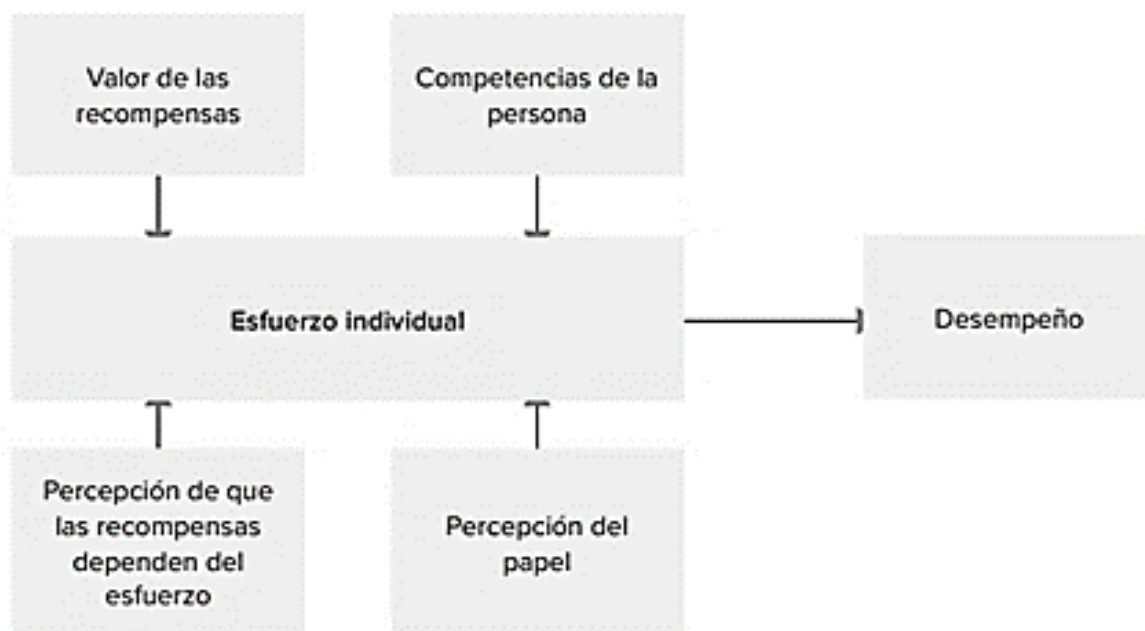 Valor de las
recompensas
Competencias de la
persona
Esfuerzo individual
Desempeño
Percepción de que
las recompensas
dependen del
esfuerzo
Percepción del
papel